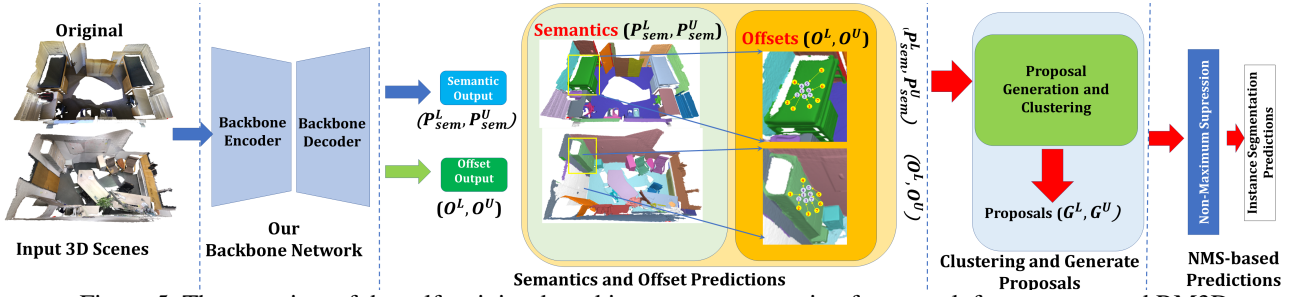 Original
Input 3D Scenes
Backbone
Encoder
Backbone
Decoder
Our
Backbone Network
Semantic
Output
(P^L_sem, P^U_sem)
Offset
Output
(O^L, O^U)
Semantics (P^L_sem, P^U_sem)
Offsets (O^L, O^U)
Semantics and Offset Predictions
(P^L_sem, P^U_sem)
(O^L, O^U)
Proposal
Generation and
Clustering
Proposals (G^L, G^U)
Clustering and Generate
Proposals
Non-Maximum Supression
Instance Segmentation
Predictions
NMS-based
Predictions